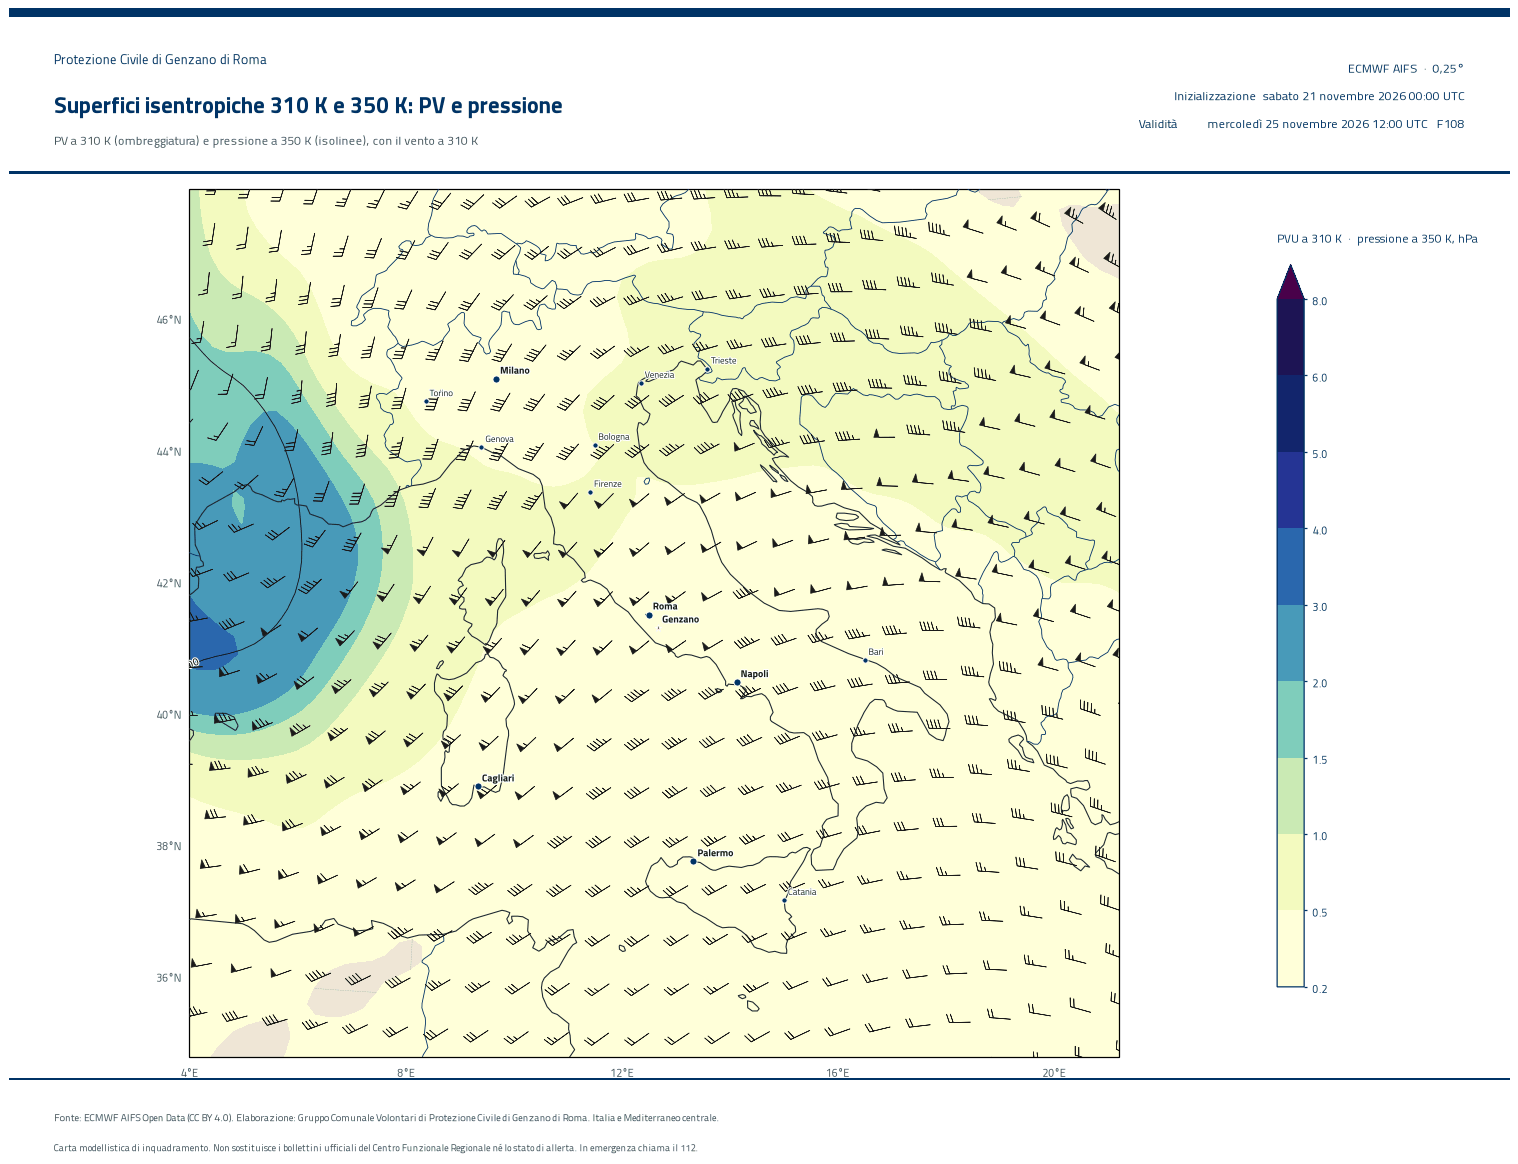 Protezione Civile di Genzano di Roma
Superfici isentropiche 310 K e 350 K: PV e pressione
PV a 310 K (ombreggiatura) e pressione a 350 K (isolinee), con il vento a 310 K
ECMWF AIFS · 0,25°
Inizializzazione sabato 21 novembre 2026 00:00 UTC
Validità mercoledì 25 novembre 2026 12:00 UTC F108
PVU a 310 K · pressione a 350 K, hPa
8.0
6.0
5.0
4.0
3.0
2.0
1.5
1.0
0.5
0.2
46°N
44°N
42°N
40°N
38°N
36°N
4°E
8°E
12°E
16°E
20°E
Trieste
Milano
Venezia
Torino
Genova
Bologna
Firenze
Roma
Genzano
Bari
Napoli
Cagliari
Palermo
Catania
Fonte: ECMWF AIFS Open Data (CC BY 4.0). Elaborazione: Gruppo Comunale Volontari di Protezione Civile di Genzano di Roma. Italia e Mediterraneo centrale.
Carta modellistica di inquadramento. Non sostituisce i bollettini ufficiali del Centro Funzionale Regionale né lo stato di allerta. In emergenza chiama il 112.